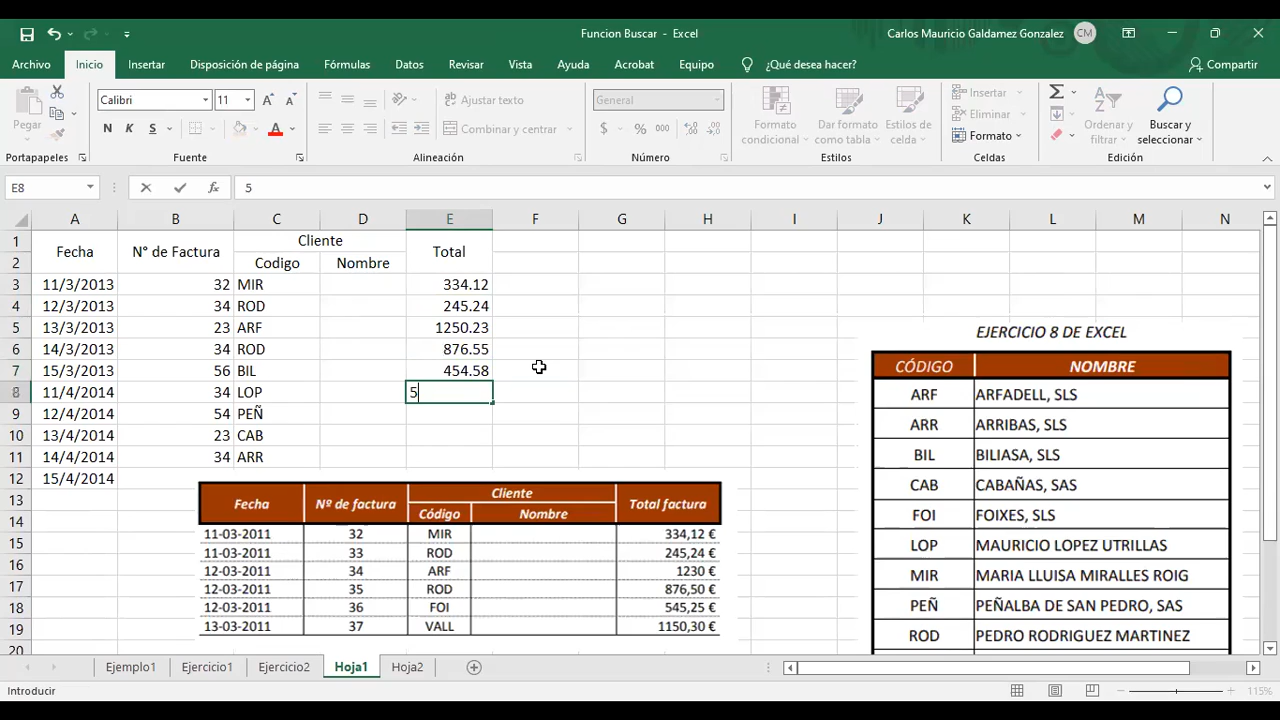 Funcion Buscar - Excel
Carlos Mauricio Galdamez Gonzalez CM
Archivo Inicio Insertar Disposición de página Fórmulas Datos Revisar Vista Ayuda Acrobat Equipo ¿Qué desea hacer? Compartir
Calibri 11 Ajustar texto General Insertar
Pegar Eliminar
N K S A Combinar y centrar $ % 000 Formato condicional Dar formato como tabla Estilos de celda Formato Ordenar y filtrar Buscar y seleccionar
Portapapeles Fuente Alineación Número Estilos Celdas Edición
E8 fx 5
A B C D E F G H I J K L M N
1 Fecha N° de Factura Cliente Total
2 Codigo Nombre
3 11/3/2013 32 MIR 334.12
4 12/3/2013 34 ROD 245.24
5 13/3/2013 23 ARF 1250.23
6 14/3/2013 34 ROD 876.55
7 15/3/2013 56 BIL 454.58
8 11/4/2014 34 LOP 5
9 12/4/2014 54 PEÑ
10 13/4/2014 23 CAB
11 14/4/2014 34 ARR
12 15/4/2014
13
14
15
16
17
18
19
20
Fecha Nº de factura Cliente Total factura
Código Nombre
11-03-2011 32 MIR 334,12 €
11-03-2011 33 ROD 245,24 €
12-03-2011 34 ARF 1230 €
12-03-2011 35 ROD 876,50 €
12-03-2011 36 FOI 545,25 €
13-03-2011 37 VALL 1150,30 €
EJERCICIO 8 DE EXCEL
CÓDIGO NOMBRE
ARF ARFADELL, SLS
ARR ARRIBAS, SLS
BIL BILIASA, SLS
CAB CABAÑAS, SAS
FOI FOIXES, SLS
LOP MAURICIO LOPEZ UTRILLAS
MIR MARIA LLUISA MIRALLES ROIG
PEÑ PEÑALBA DE SAN PEDRO, SAS
ROD PEDRO RODRIGUEZ MARTINEZ
Ejemplo1 Ejercicio1 Ejercicio2 Hoja1 Hoja2
Introducir 115%